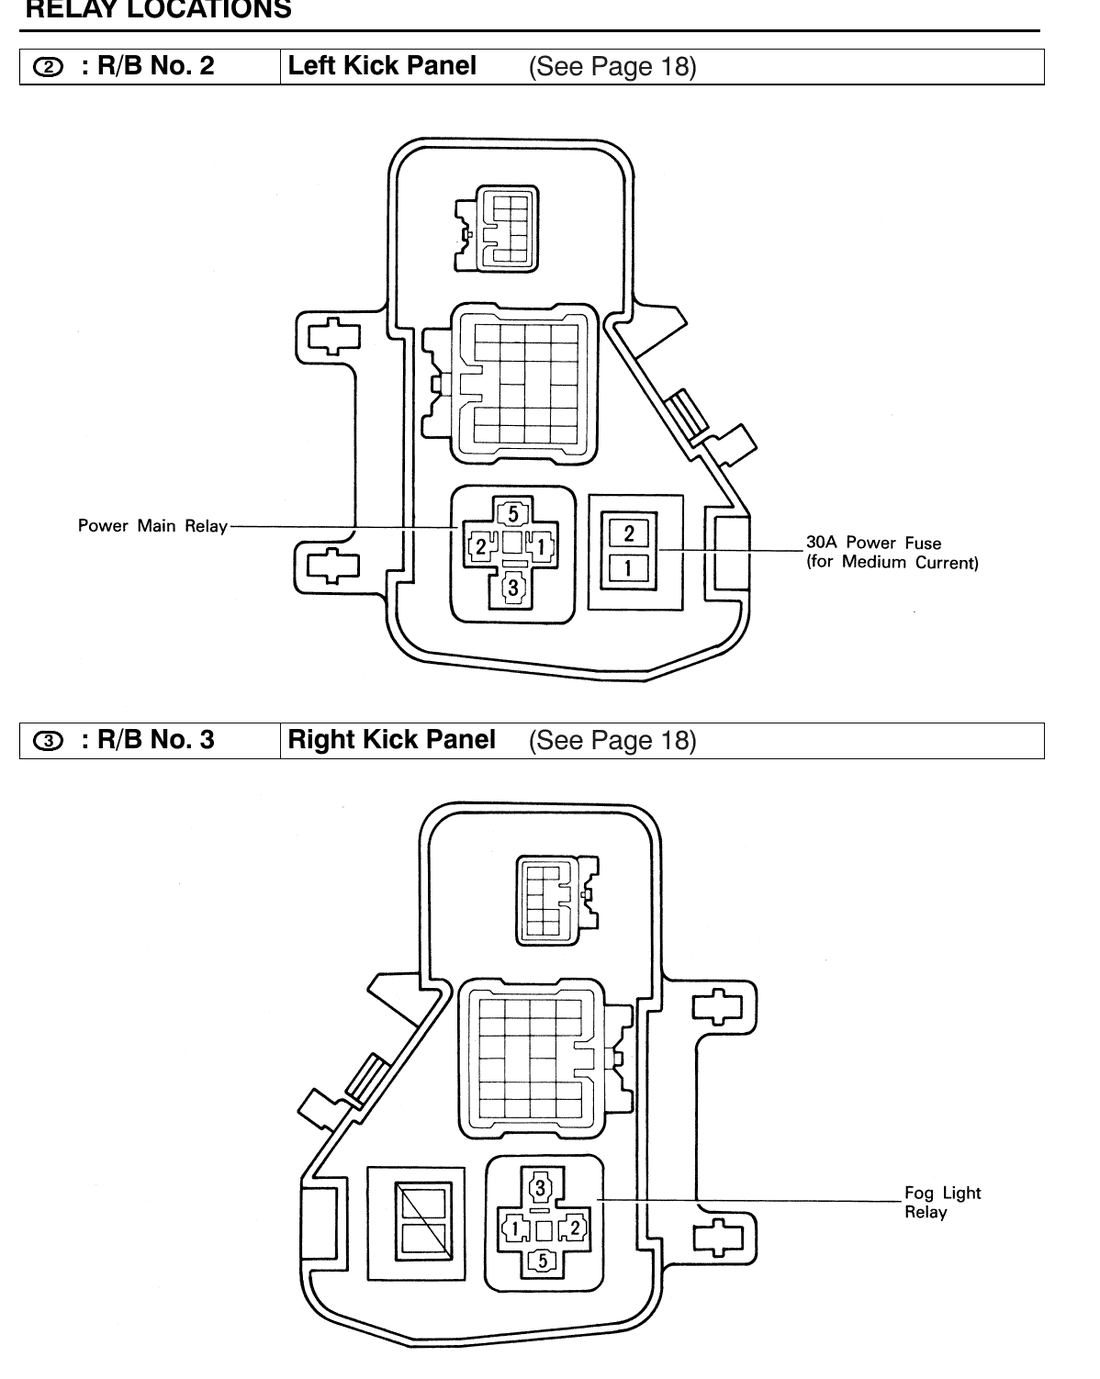 RELAY LOCATIONS
2 : R/B No. 2 Left Kick Panel (See Page 18)
5
2 1
3
Power Main Relay
2
1
30A Power Fuse
(for Medium Current)
3 : R/B No. 3 Right Kick Panel (See Page 18)
3
1 2
5
Fog Light
Relay